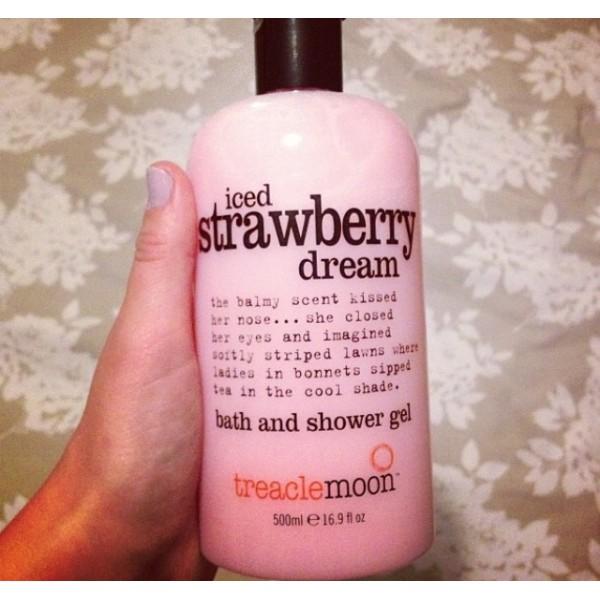 iced
strawberry
dream
the balmy scent kissed
her nose... she closed
her eyes and imagined
softly striped lawns where
ladies in bonnets sipped
tea in the cool shade.
bath and shower gel
treaclemoon™
500ml ℮ 16.9 fl oz